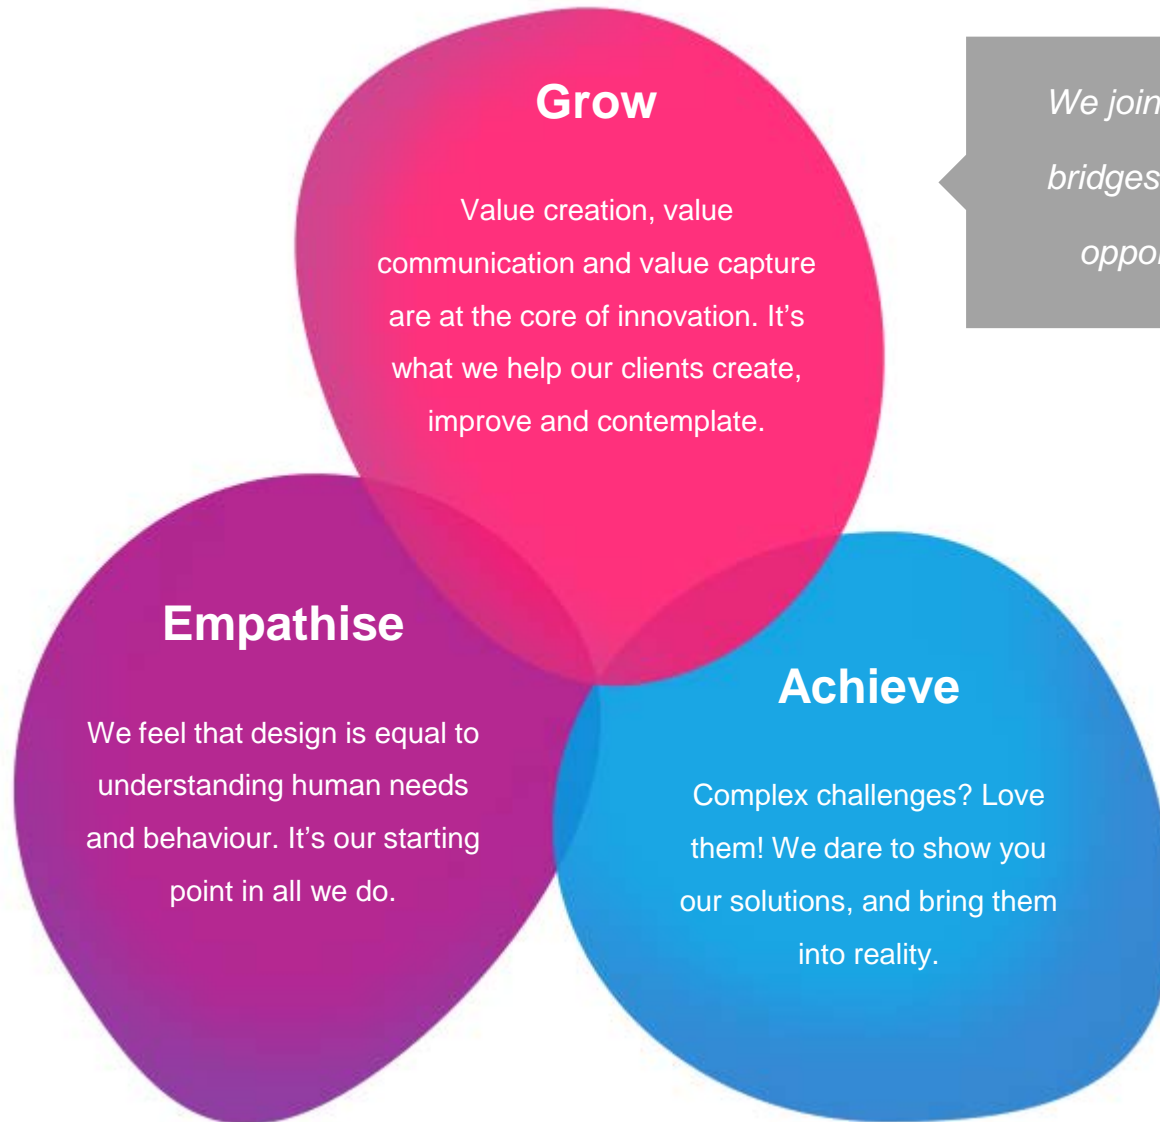 Grow
Value creation, value
communication and value capture
are at the core of innovation. It’s
what we help our clients create,
improve and contemplate.
We join
bridges
Empathise
We feel that design is equal to
understanding human needs
and behaviour. It’s our starting
point in all we do.
Achieve
Complex challenges? Love
them! We dare to show you
our solutions, and bring them
into reality.